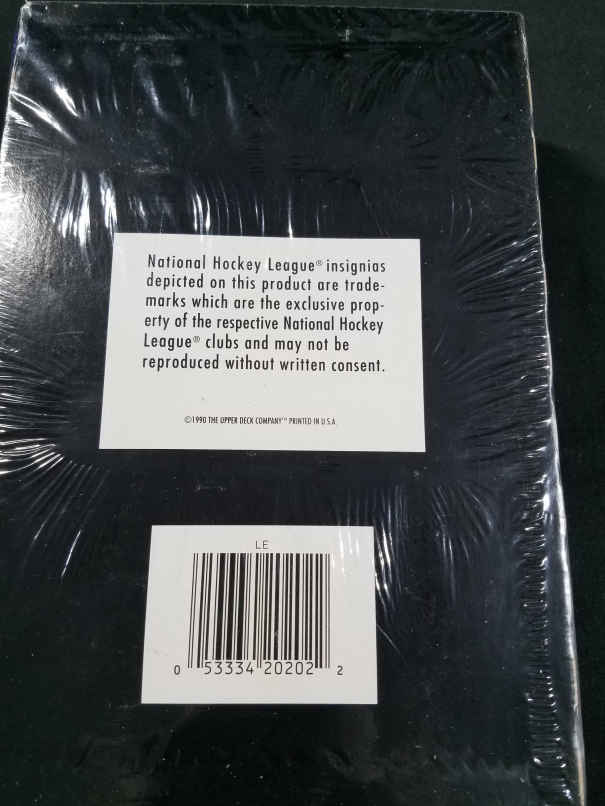 National Hockey League® insignias
depicted on this product are trade-
marks which are the exclusive prop-
erty of the respective National Hockey
League® clubs and may not be
reproduced without written consent.
©1990 THE UPPER DECK COMPANY™ PRINTED IN U.S.A.
LE
0 53334 20202 2